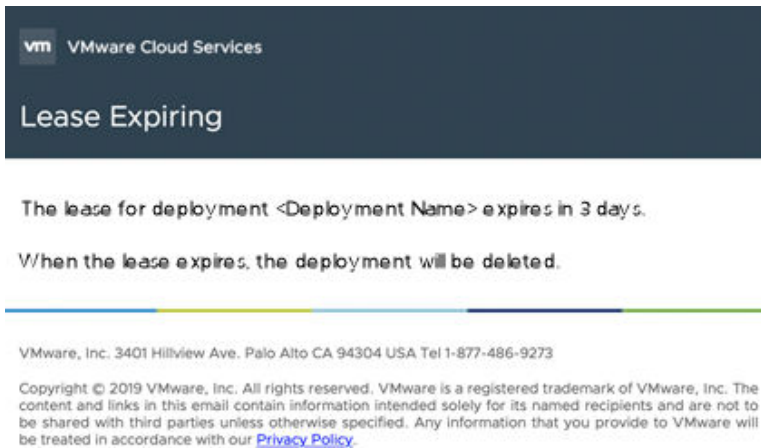 vm VMware Cloud Services
Lease Expiring
The lease for deployment <Deployment Name> expires in 3 days.
When the lease expires, the deployment will be deleted.
VMware, Inc. 3401 Hillview Ave. Palo Alto CA 94304 USA Tel 1-877-486-9273
Copyright © 2019 VMware, Inc. All rights reserved. VMware is a registered trademark of VMware, Inc. The
content and links in this email contain information intended solely for its named recipients and are not to
be shared with third parties unless otherwise specified. Any information that you provide to VMware will
be treated in accordance with our Privacy Policy.